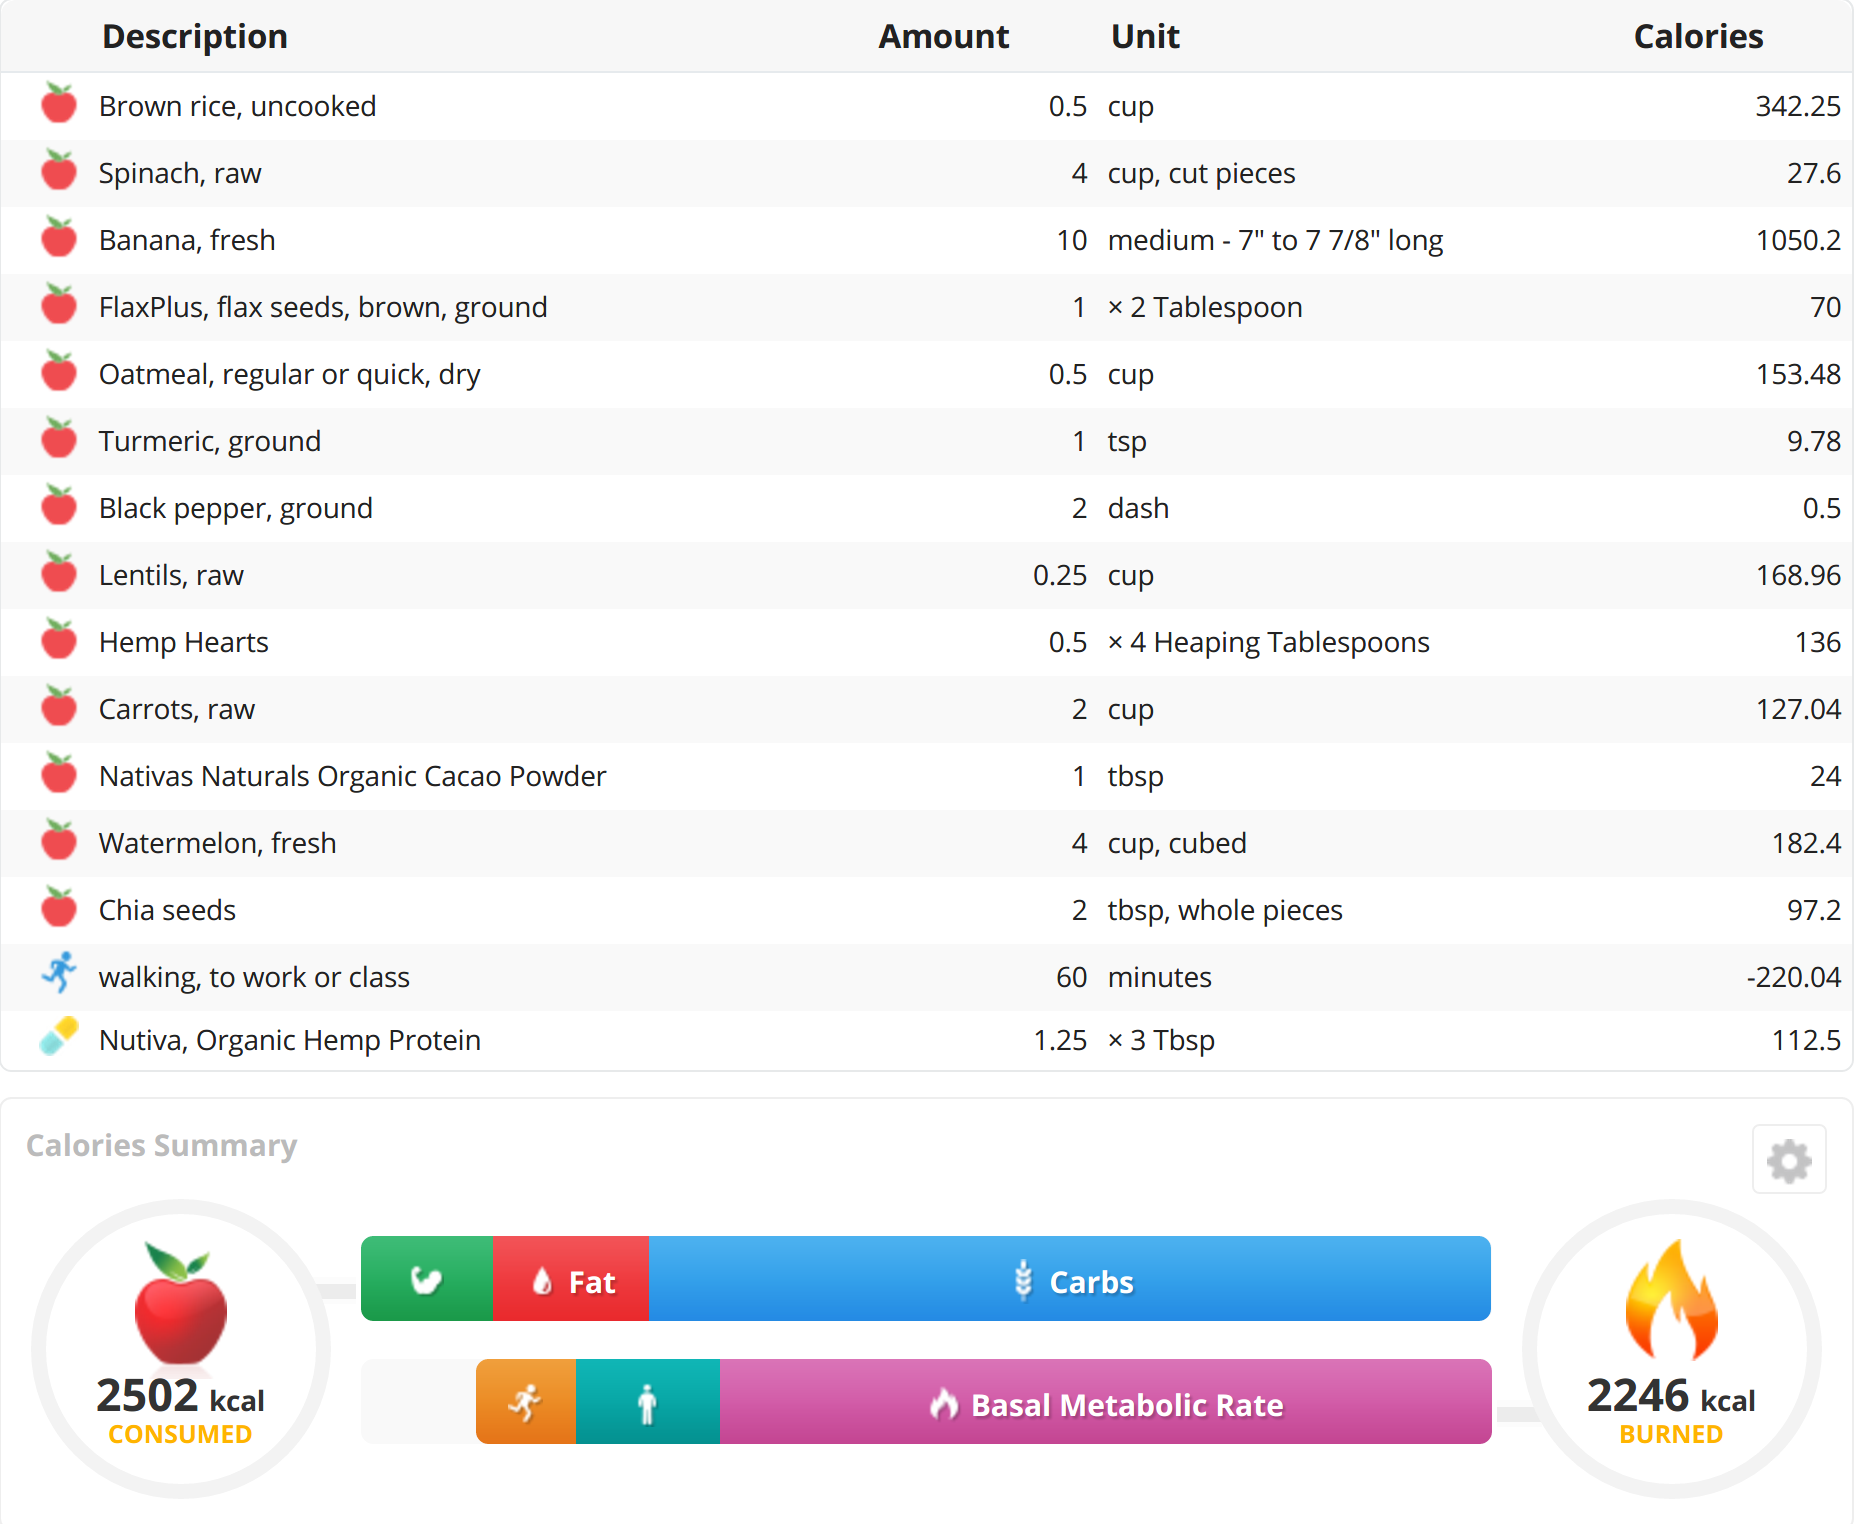 Description Amount Unit Calories
Brown rice, uncooked 0.5 cup 342.25
Spinach, raw 4 cup, cut pieces 27.6
Banana, fresh 10 medium - 7" to 7 7/8" long 1050.2
FlaxPlus, flax seeds, brown, ground 1 × 2 Tablespoon 70
Oatmeal, regular or quick, dry 0.5 cup 153.48
Turmeric, ground 1 tsp 9.78
Black pepper, ground 2 dash 0.5
Lentils, raw 0.25 cup 168.96
Hemp Hearts 0.5 × 4 Heaping Tablespoons 136
Carrots, raw 2 cup 127.04
Nativas Naturals Organic Cacao Powder 1 tbsp 24
Watermelon, fresh 4 cup, cubed 182.4
Chia seeds 2 tbsp, whole pieces 97.2
walking, to work or class 60 minutes -220.04
Nutiva, Organic Hemp Protein 1.25 × 3 Tbsp 112.5
Calories Summary
Fat Carbs
Basal Metabolic Rate
2502 kcal
CONSUMED
2246 kcal
BURNED